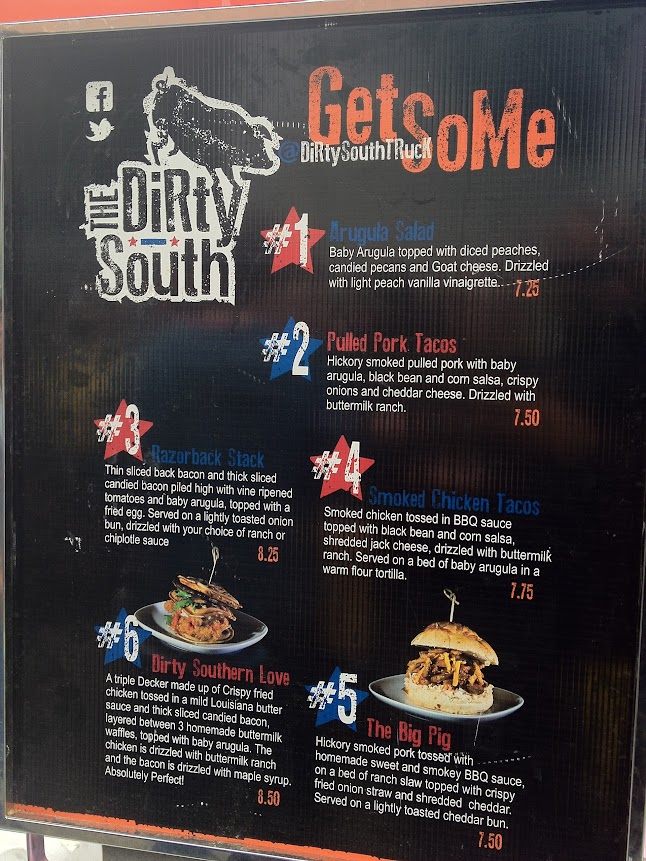 THE
DiRty
South
Get SoMe
@DiRtySouthTRucK
#1
Arugula Salad
Baby Arugula topped with diced peaches,
candied pecans and Goat cheese. Drizzled
with light peach vanilla vinaigrette.
7.25
#2
Pulled Pork Tacos
Hickory smoked pulled pork with baby
arugula, black bean and corn salsa, crispy
onions and cheddar cheese. Drizzled with
buttermilk ranch.
7.50
#3
Razorback Stack
Thin sliced back bacon and thick sliced
candied bacon piled high with vine ripened
tomatoes and baby arugula, topped with a
fried egg. Served on a lightly toasted onion
bun, drizzled with your choice of ranch or
chiplotle sauce
8.25
#4
Smoked Chicken Tacos
Smoked chicken tossed in BBQ sauce
topped with black bean and corn salsa,
shredded jack cheese, drizzled with buttermilk
ranch. Served on a bed of baby arugula in a
warm flour tortilla.
7.75
#6
Dirty Southern Love
A triple Decker made up of Crispy fried
chicken tossed in a mild Louisiana butter
sauce and thick sliced candied bacon,
layered between 3 homemade buttermilk
waffles, topped with baby arugula. The
chicken is drizzled with buttermilk ranch
and the bacon is drizzled with maple syrup.
Absolutely Perfect!
8.50
#5
The Big Pig
Hickory smoked pork tossed with
homemade sweet and smokey BBQ sauce,
on a bed of ranch slaw topped with crispy
fried onion straw and shredded cheddar.
Served on a lightly toasted cheddar bun.
7.50